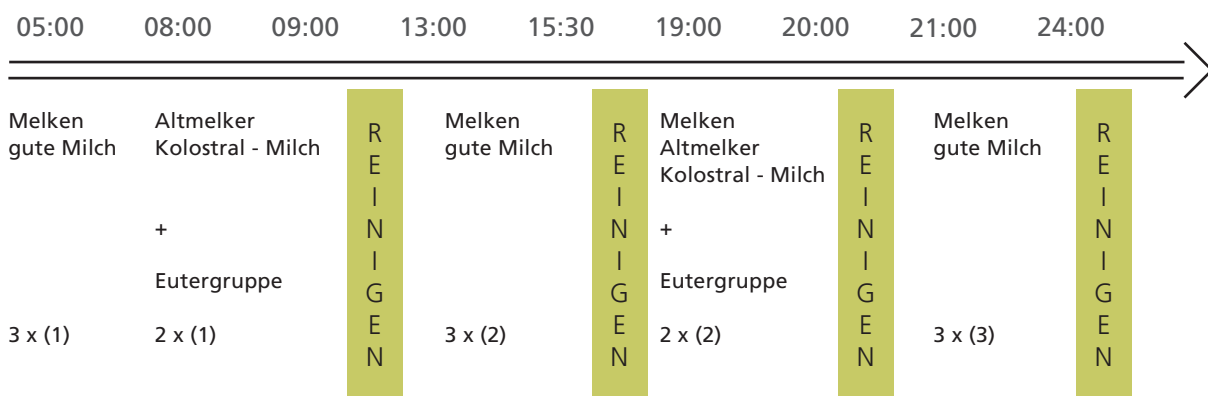 05:00 08:00 09:00 13:00 15:30 19:00 20:00 21:00 24:00
Melken
gute Milch
3 x (1)
Altmelker
Kolostral - Milch
+
Eutergruppe
2 x (1)
REINIGEN
Melken
gute Milch
3 x (2)
REINIGEN
Melken
Altmelker
Kolostral - Milch
+
Eutergruppe
2 x (2)
REINIGEN
Melken
gute Milch
3 x (3)
REINIGEN